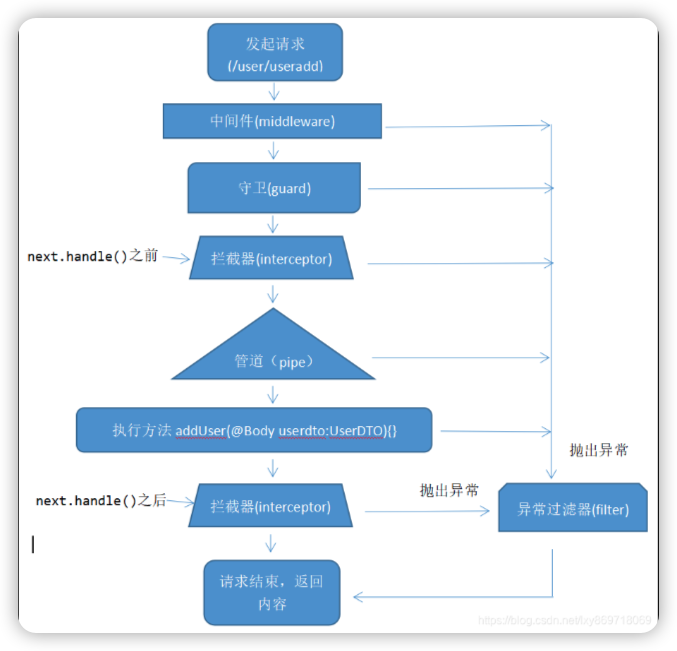 发起请求
(/user/useradd)
中间件(middleware)
守卫(guard)
next.handle()之前
拦截器(interceptor)
管道（pipe）
执行方法 addUser(@Body userdto:UserDTO){}
抛出异常
next.handle()之后
拦截器(interceptor)
抛出异常
异常过滤器(filter)
请求结束，返回
内容
https://blog.csdn.net/lxy869718069